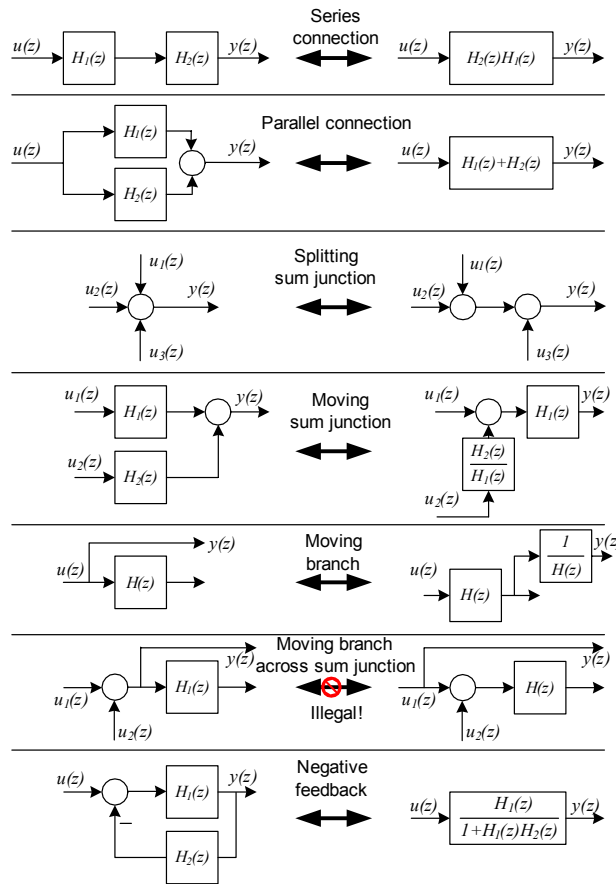 Series
connection
u(z) H1(z) H2(z) y(z) u(z) H2(z)H1(z) y(z)
Parallel connection
u(z) H1(z) H2(z) y(z) u(z) H1(z)+H2(z) y(z)
Splitting
sum junction
u1(z) u2(z) y(z) u3(z) u1(z) u2(z) y(z) u3(z)
Moving
sum junction
u1(z) H1(z) y(z) u1(z) H1(z) y(z)
u2(z) H2(z) H2(z)
H1(z)
u2(z)
Moving
branch
y(z) 1
H(z) y(z)
u(z) H(z) u(z) H(z)
Moving branch
across sum junction
Illegal!
y(z) y(z)
u1(z) H1(z) u1(z) H(z)
u2(z) u2(z)
Negative
feedback
u(z) H1(z) y(z) u(z) H1(z) y(z)
− H2(z) 1+H1(z)H2(z)